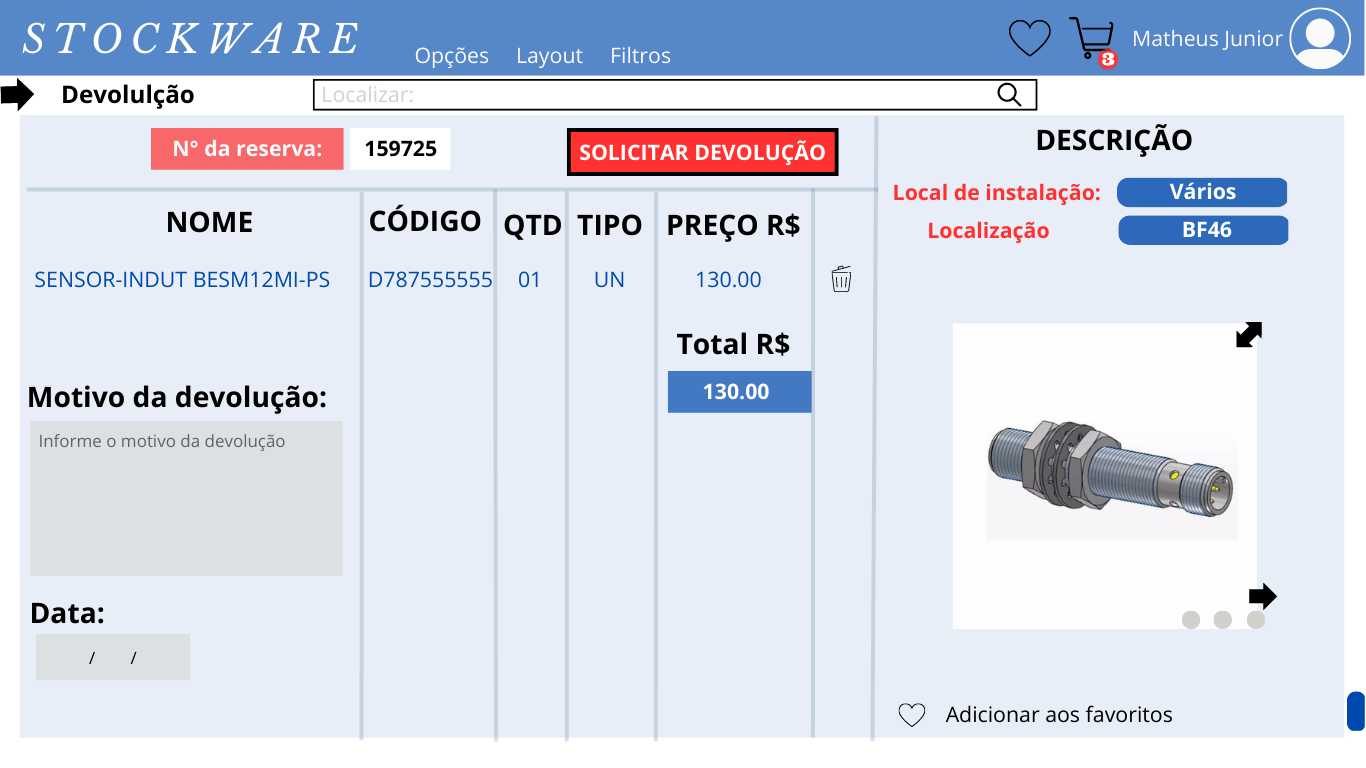 STOCKWARE
Opções Layout Filtros
3
Matheus Junior
Devolulção
Localizar:
N° da reserva: 159725
SOLICITAR DEVOLUÇÃO
DESCRIÇÃO
Local de instalação: Vários
Localização BF46
NOME CÓDIGO QTD TIPO PREÇO R$
SENSOR-INDUT BESM12MI-PS D787555555 01 UN 130.00
Total R$
130.00
Motivo da devolução:
Informe o motivo da devolução
Data:
/ /
Adicionar aos favoritos